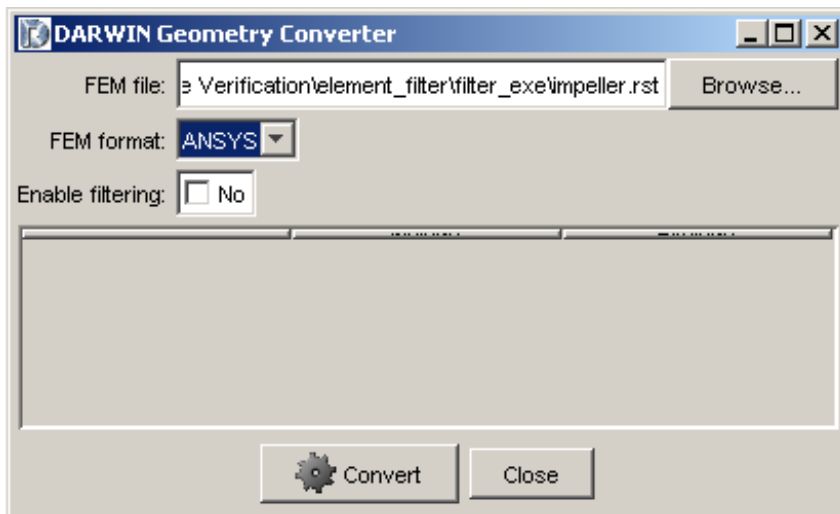 DARWIN Geometry Converter
FEM file: e Verification\element_filter\filter_exe\impeller.rst Browse...
FEM format: ANSYS
Enable filtering: No
Convert Close